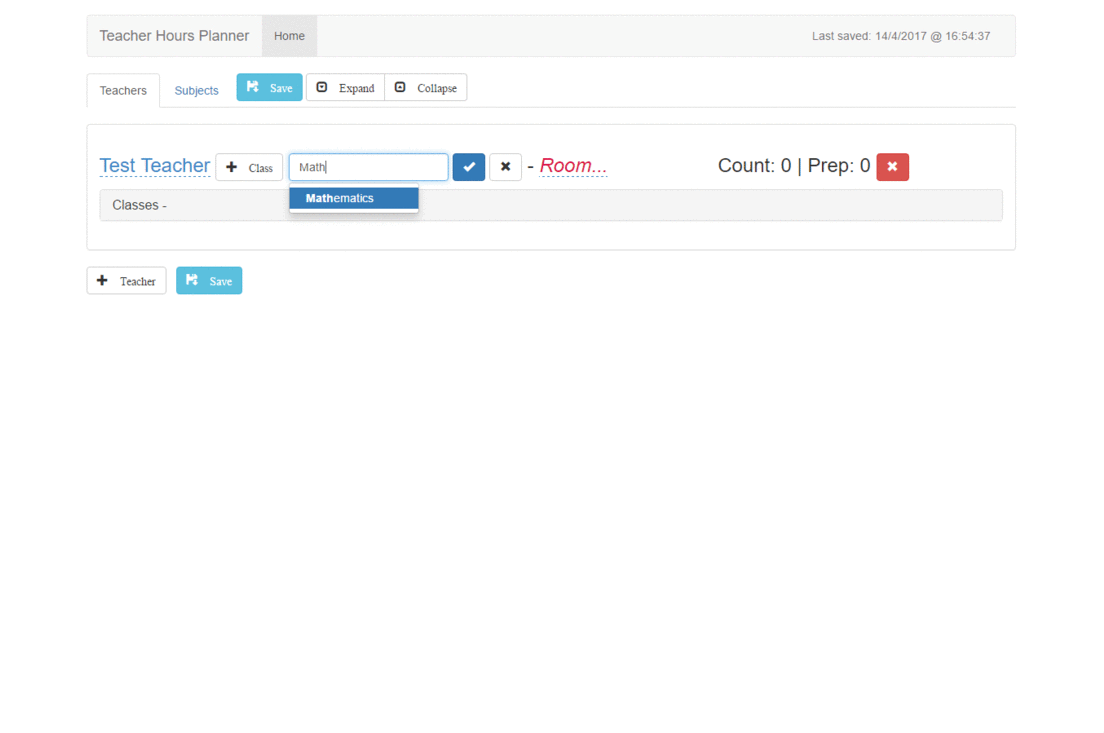 Teacher Hours Planner Home Last saved: 14/4/2017 @ 16:54:37
Teachers Subjects Save Expand Collapse
Test Teacher Class Math - Room... Count: 0 | Prep: 0
Mathematics
Classes -
Teacher Save